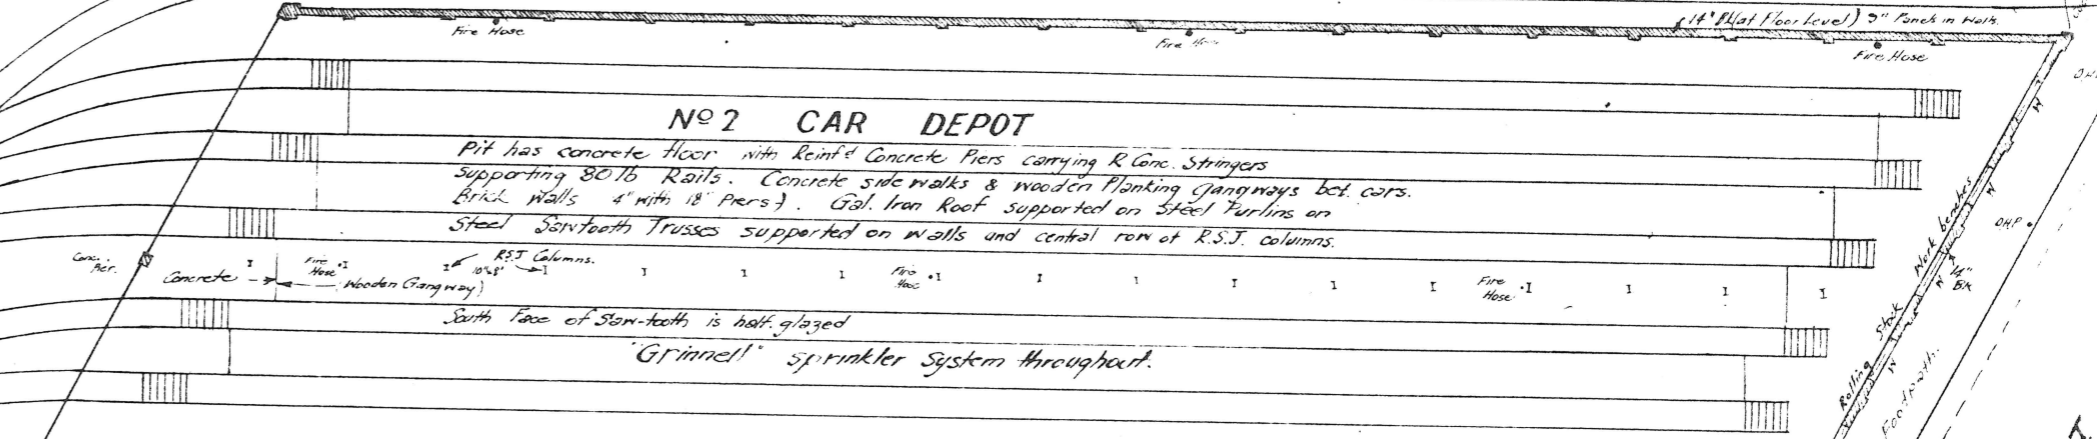 14" Bk (at Floor Level) 9" Panels in Walls.
Fire Hose
Fire Hose
Fire Hose
O.H.
Nº 2 CAR DEPOT
Pit has concrete floor with Reinf'd Concrete Piers carrying R Conc. Stringers
supporting 80 lb Rails. Concrete side walks & wooden Planking gangways bet. cars.
Brick Walls 4" with 18" Piers). Gal. Iron Roof supported on Steel Purlins on
Steel Sawtooth Trusses supported on walls and central row of R.S.J. columns.
Conc. Pier.
Fire Hose
R.S.J Columns.
10"x8"
Fire Hose
Fire Hose
Concrete
Wooden Gangway)
South Face of Saw-tooth is half glazed
"Grinnell" sprinkler system throughout.
Rolling Stock Work benches
W
W
W
W
14" BK
OHP
Footpath.